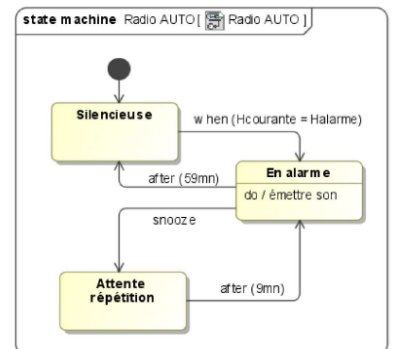 state machine Radio AUTO [ Radio AUTO ]
Silencieuse
when (Hcourante = Halarme)
En alarme
after (59mn)
do / émettre son
snooze
Attente
répétition
after (9mn)